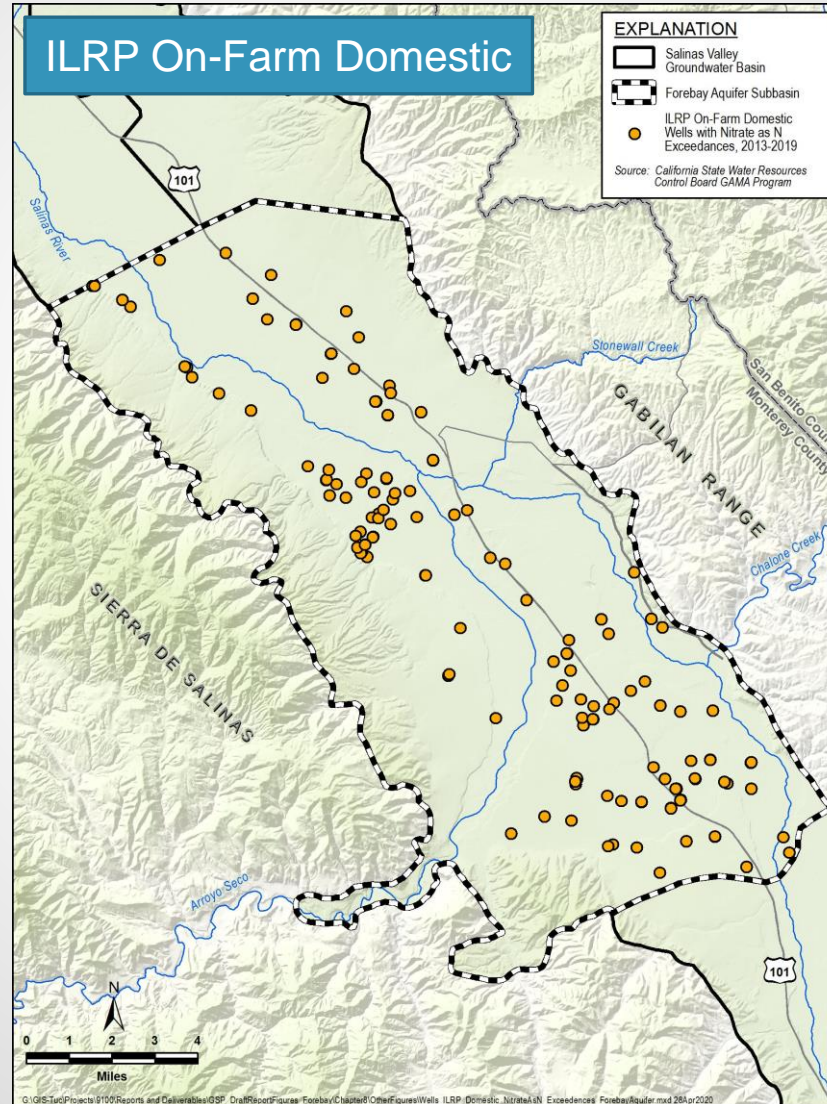 ILRP On-Farm Domestic
EXPLANATION
Salinas Valley
Groundwater Basin
Forebay Aquifer Subbasin
ILRP On-Farm Domestic
Wells with Nitrate as N
Exceedances, 2013-2019
Source: California State Water Resources
Control Board GAMA Program
101
Salinas River
Stonewall Creek
San Benito County
Monterey County
GABILAN RANGE
Chalone Creek
SIERRA DE SALINAS
Arroyo Seco
101
N
0 1 2 3 4
Miles